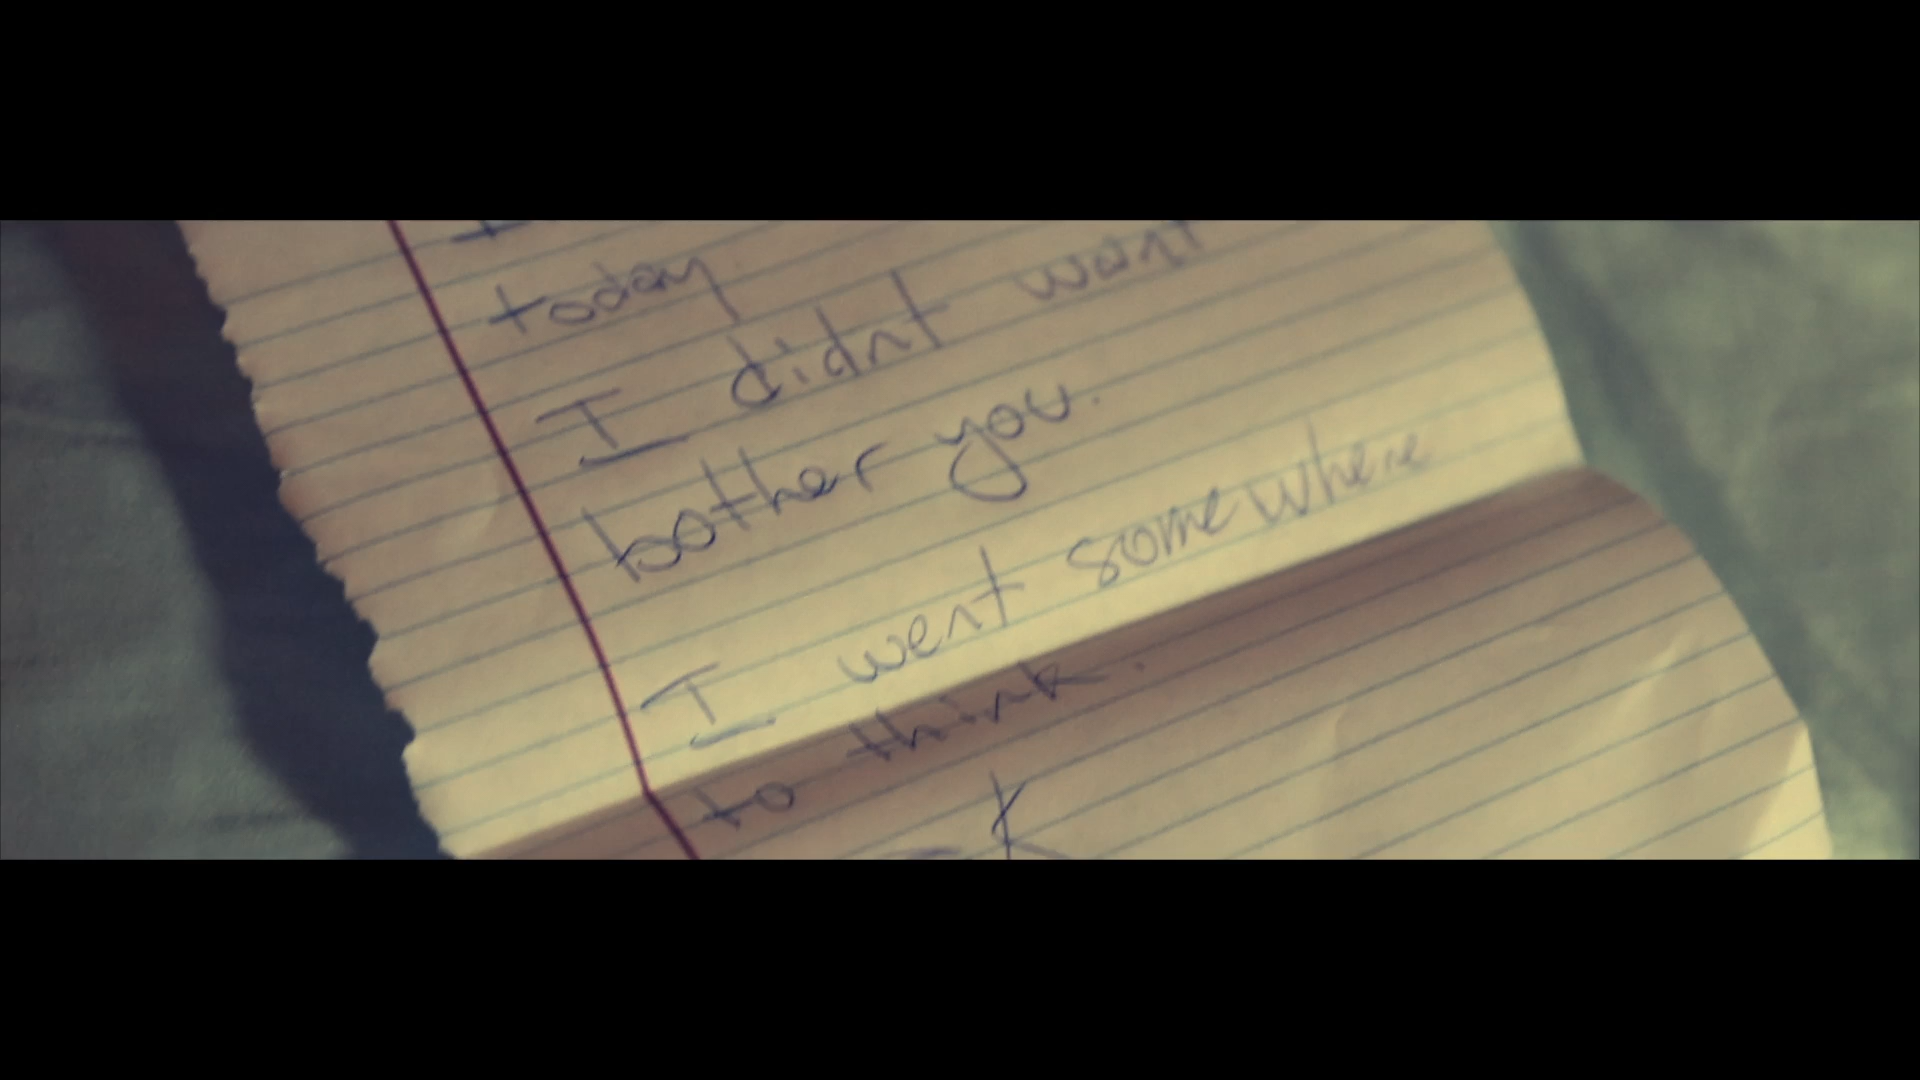 today
I didnt want
bother you.
I went somewhere
to think.
-K